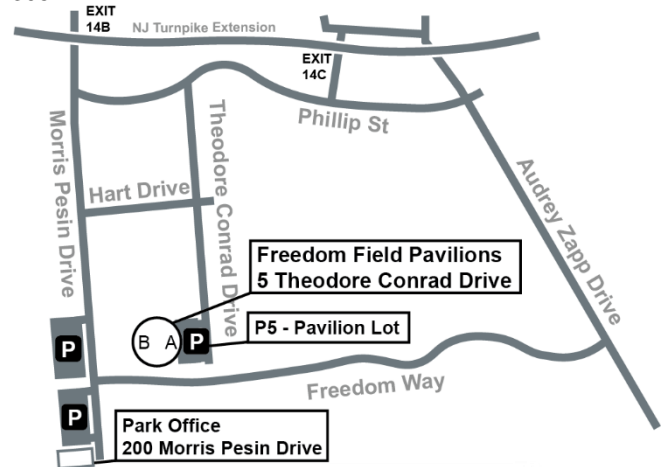 EXIT
14B
NJ Turnpike Extension
EXIT
14C
Phillip St
Morris Pesin Drive
Theodore Conrad Drive
Hart Drive
Audrey Zapp Drive
Freedom Field Pavilions
5 Theodore Conrad Drive
B A P
P5 - Pavilion Lot
P
Freedom Way
P
Park Office
200 Morris Pesin Drive